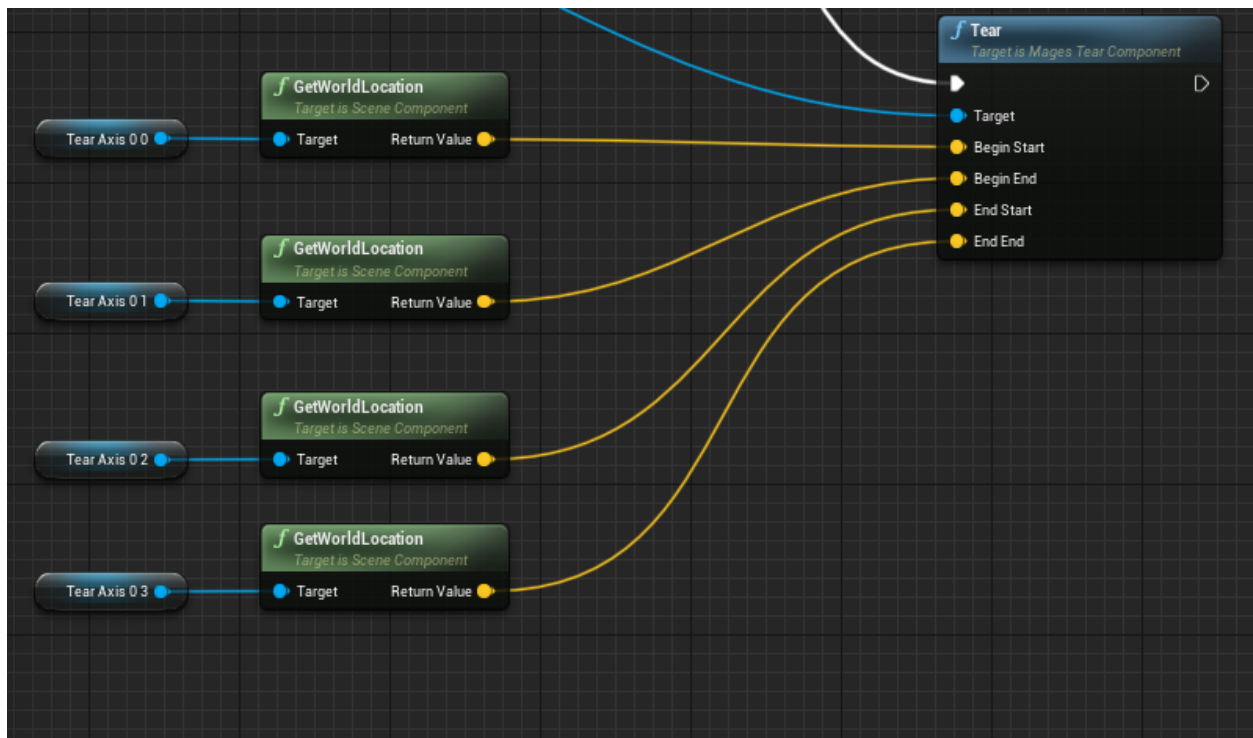 Tear
Target is Mages Tear Component
Target
Begin Start
Begin End
End Start
End End
GetWorldLocation
Target is Scene Component
Tear Axis 0 0
Target Return Value
GetWorldLocation
Target is Scene Component
Tear Axis 0 1
Target Return Value
GetWorldLocation
Target is Scene Component
Tear Axis 0 2
Target Return Value
GetWorldLocation
Target is Scene Component
Tear Axis 0 3
Target Return Value